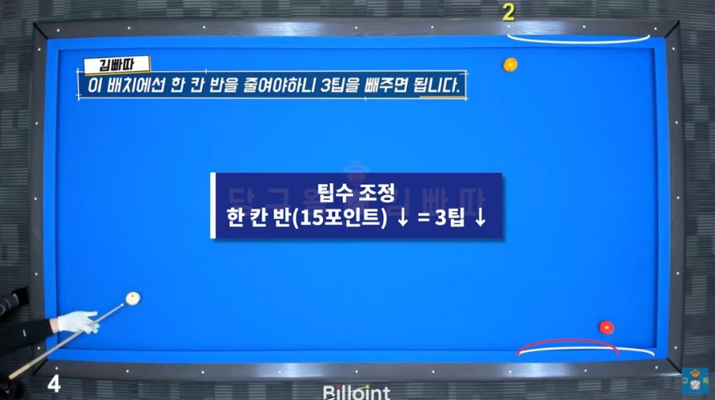 2
김빠따
이 배치에선 한 칸 반을 줄여야하니 3팁을 빼주면 됩니다.
팁수 조정
한 칸 반(15포인트) ↓ = 3팁 ↓
4
Billoint